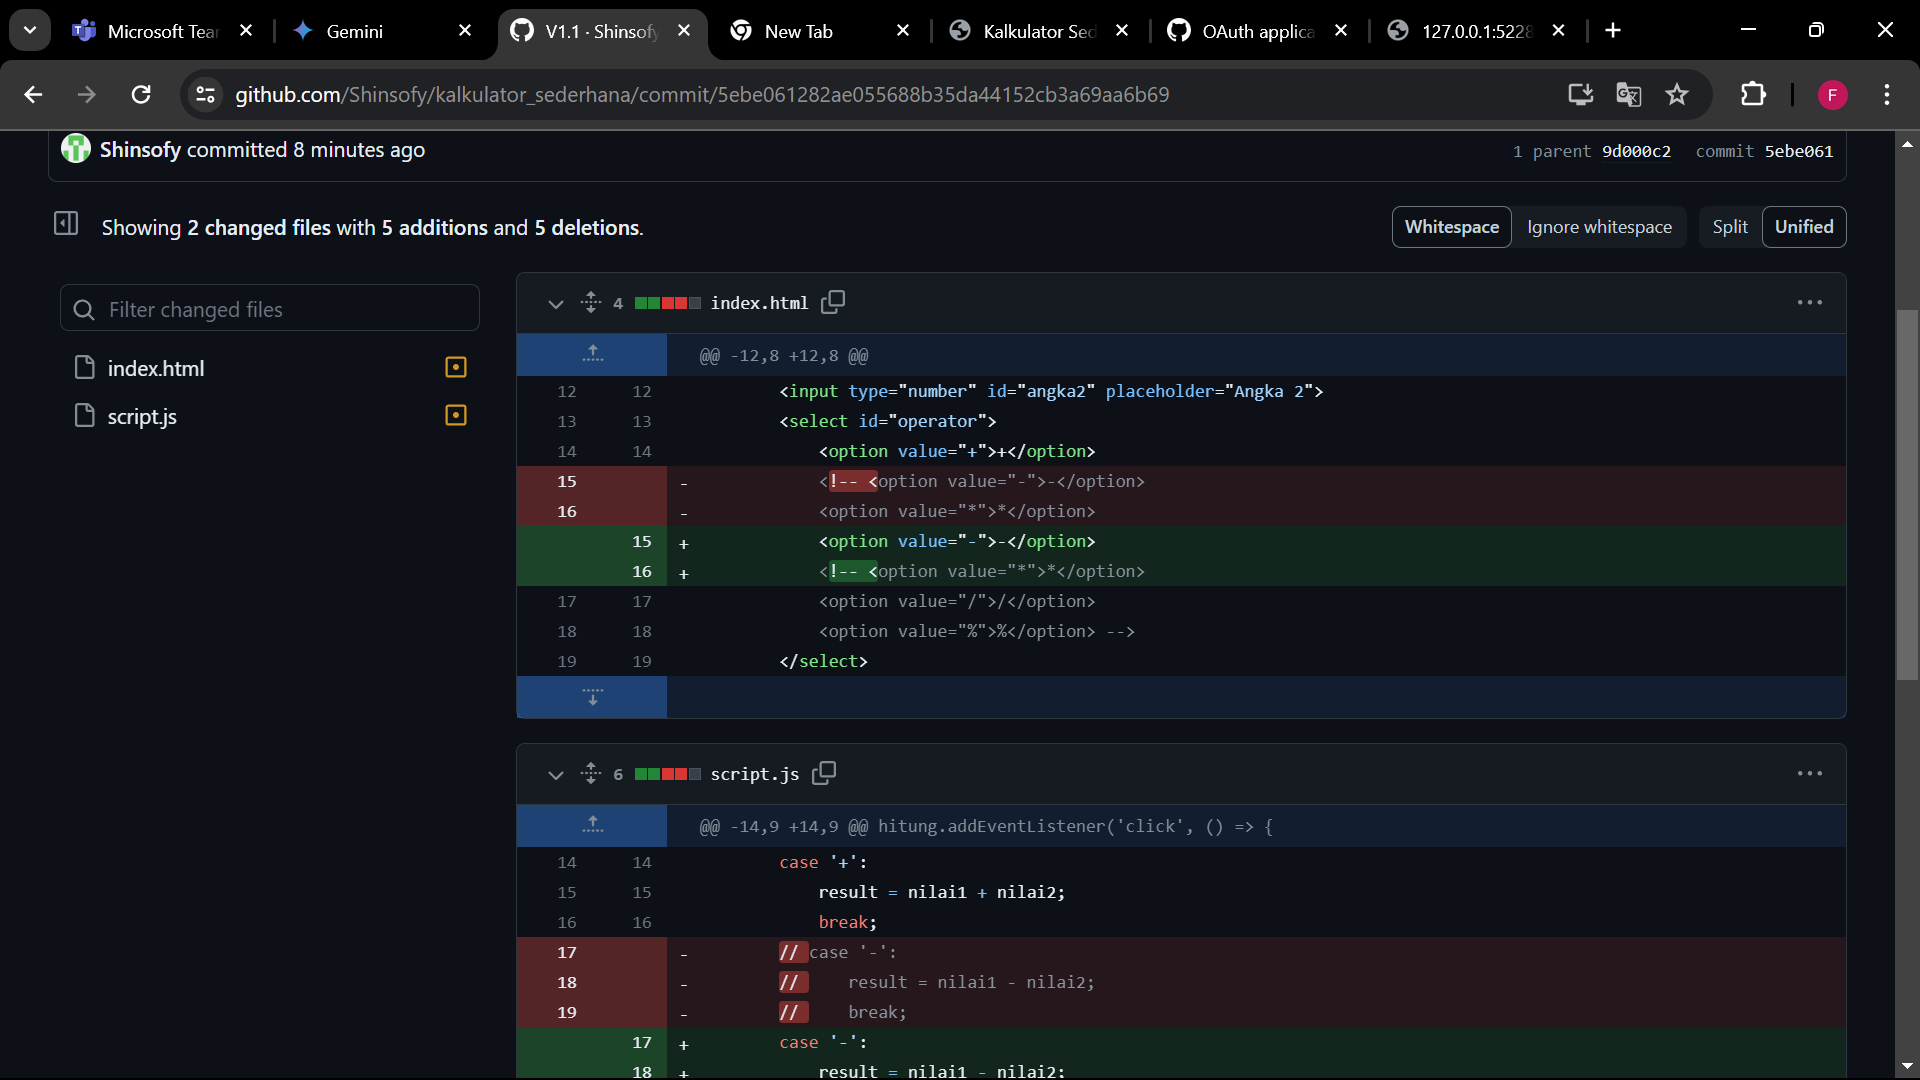 Microsoft Tear
Gemini
V1.1 · Shinsofy
New Tab
Kalkulator Sed
OAuth applica
127.0.0.1:5228
github.com/Shinsofy/kalkulator_sederhana/commit/5ebe061282ae055688b35da44152cb3a69aa6b69
F
Shinsofy committed 8 minutes ago
1 parent 9d000c2 commit 5ebe061
Showing 2 changed files with 5 additions and 5 deletions.
Whitespace
Ignore whitespace
Split
Unified
Filter changed files
index.html
script.js
4 index.html
@@ -12,8 +12,8 @@
12 12 <input type="number" id="angka2" placeholder="Angka 2">
13 13 <select id="operator">
14 14 <option value="+">+</option>
15 - <!-- <option value="-">-</option>
16 - <option value="*">*</option>
15 + <option value="-">-</option>
16 + <!-- <option value="*">*</option>
17 17 <option value="/">/</option>
18 18 <option value="%">%</option> -->
19 19 </select>
6 script.js
@@ -14,9 +14,9 @@ hitung.addEventListener('click', () => {
14 14 case '+':
15 15 result = nilai1 + nilai2;
16 16 break;
17 - // case '-':
18 - // result = nilai1 - nilai2;
19 - // break;
17 + case '-':
18 + result = nilai1 - nilai2;